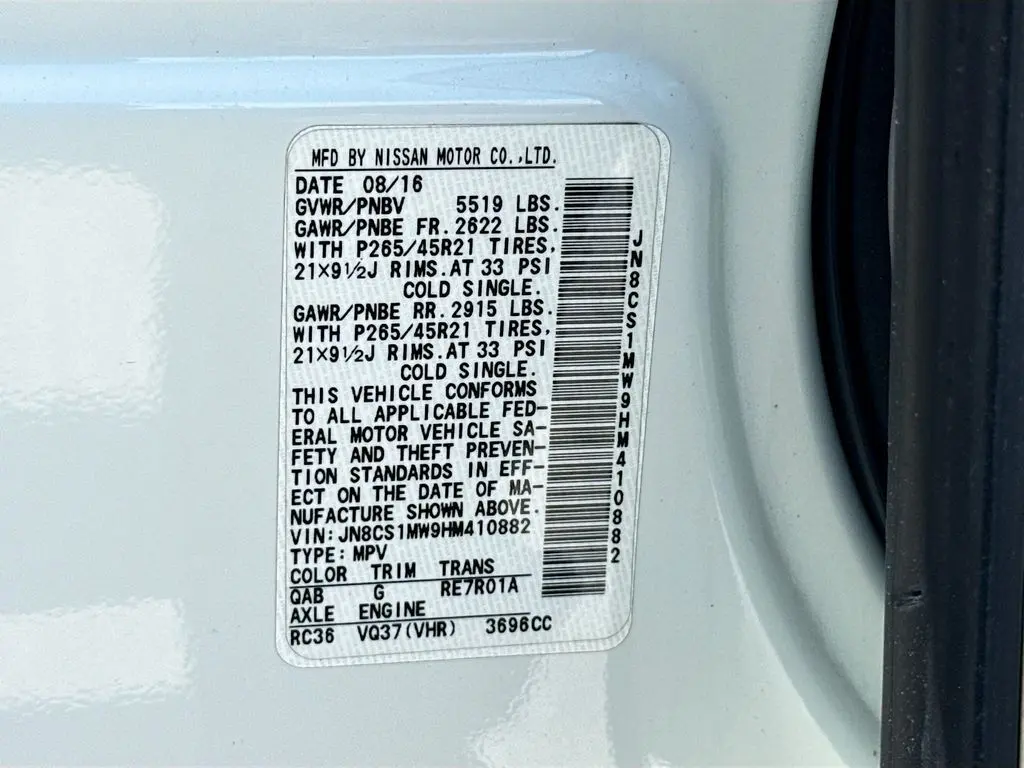 MFD BY NISSAN MOTOR CO.,LTD.
DATE 08/16
GVWR/PNBV 5519 LBS.
GAWR/PNBE FR. 2622 LBS.
WITH P265/45R21 TIRES,
21×9½J RIMS.AT 33 PSI
COLD SINGLE.
GAWR/PNBE RR. 2915 LBS.
WITH P265/45R21 TIRES,
21×9½J RIMS.AT 33 PSI
COLD SINGLE.
THIS VEHICLE CONFORMS
TO ALL APPLICABLE FED-
ERAL MOTOR VEHICLE SA-
FETY AND THEFT PREVEN-
TION STANDARDS IN EFF-
ECT ON THE DATE OF MA-
NUFACTURE SHOWN ABOVE.
VIN:JN8CS1MW9HM410882
TYPE:MPV
COLOR TRIM TRANS
QAB G RE7R01A
AXLE ENGINE
RC36 VQ37(VHR) 3696CC
JN8CS1MW9HM410882